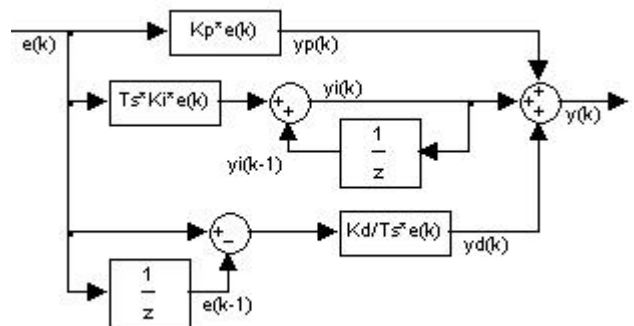 Kp*e(k)
e(k)
yp(k)
+
yi(k)
+
Ts*Ki*e(k)
+
+
+
+
y(k)
yi(k-1)
1
z
+
−
Kd/Ts*e(k)
yd(k)
1
z
e(k-1)